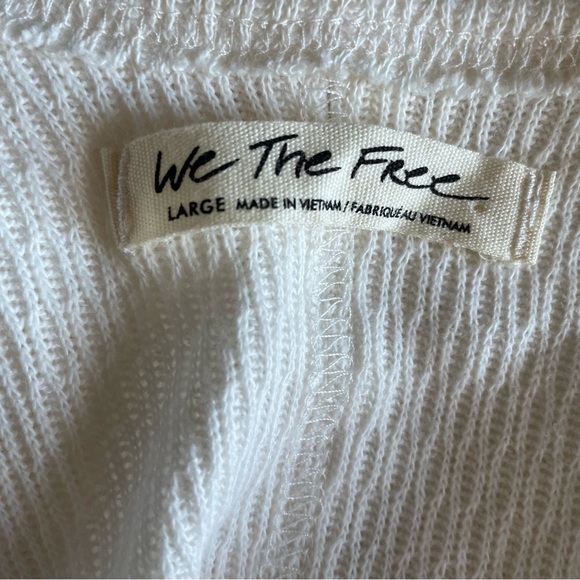 We The Free
LARGE MADE IN VIETNAM / FABRIQUÉ AU VIETNAM